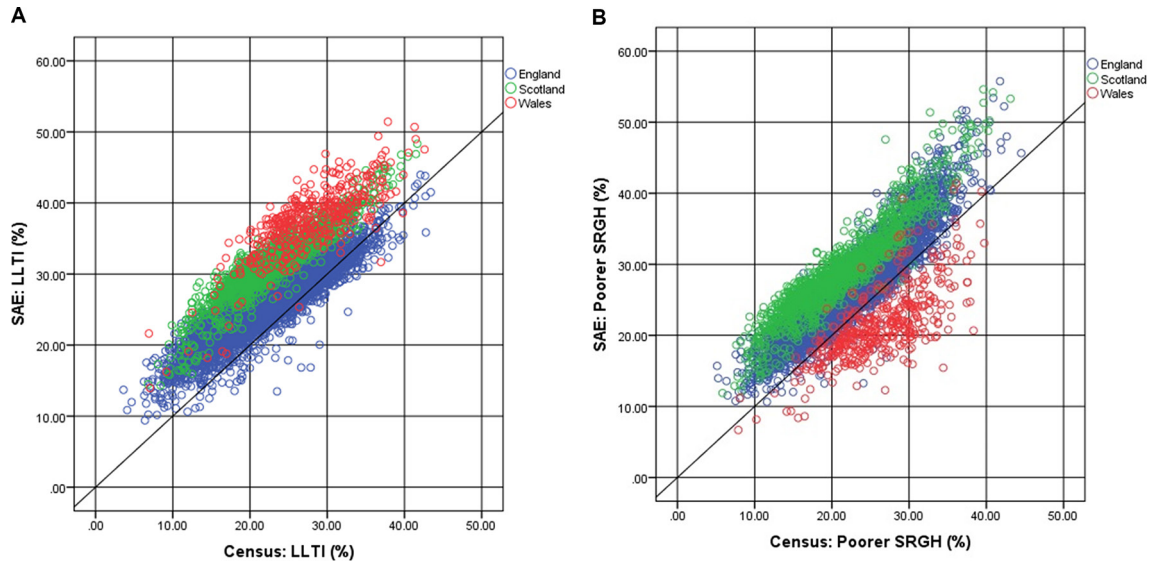 A
60.00
50.00
40.00
30.00
20.00
10.00
.00
SAE: LLTI (%)
.00 10.00 20.00 30.00 40.00 50.00
Census: LLTI (%)
England
Scotland
Wales
B
60.00
50.00
40.00
30.00
20.00
10.00
.00
SAE: Poorer SRGH (%)
.00 10.00 20.00 30.00 40.00 50.00
Census: Poorer SRGH (%)
England
Scotland
Wales